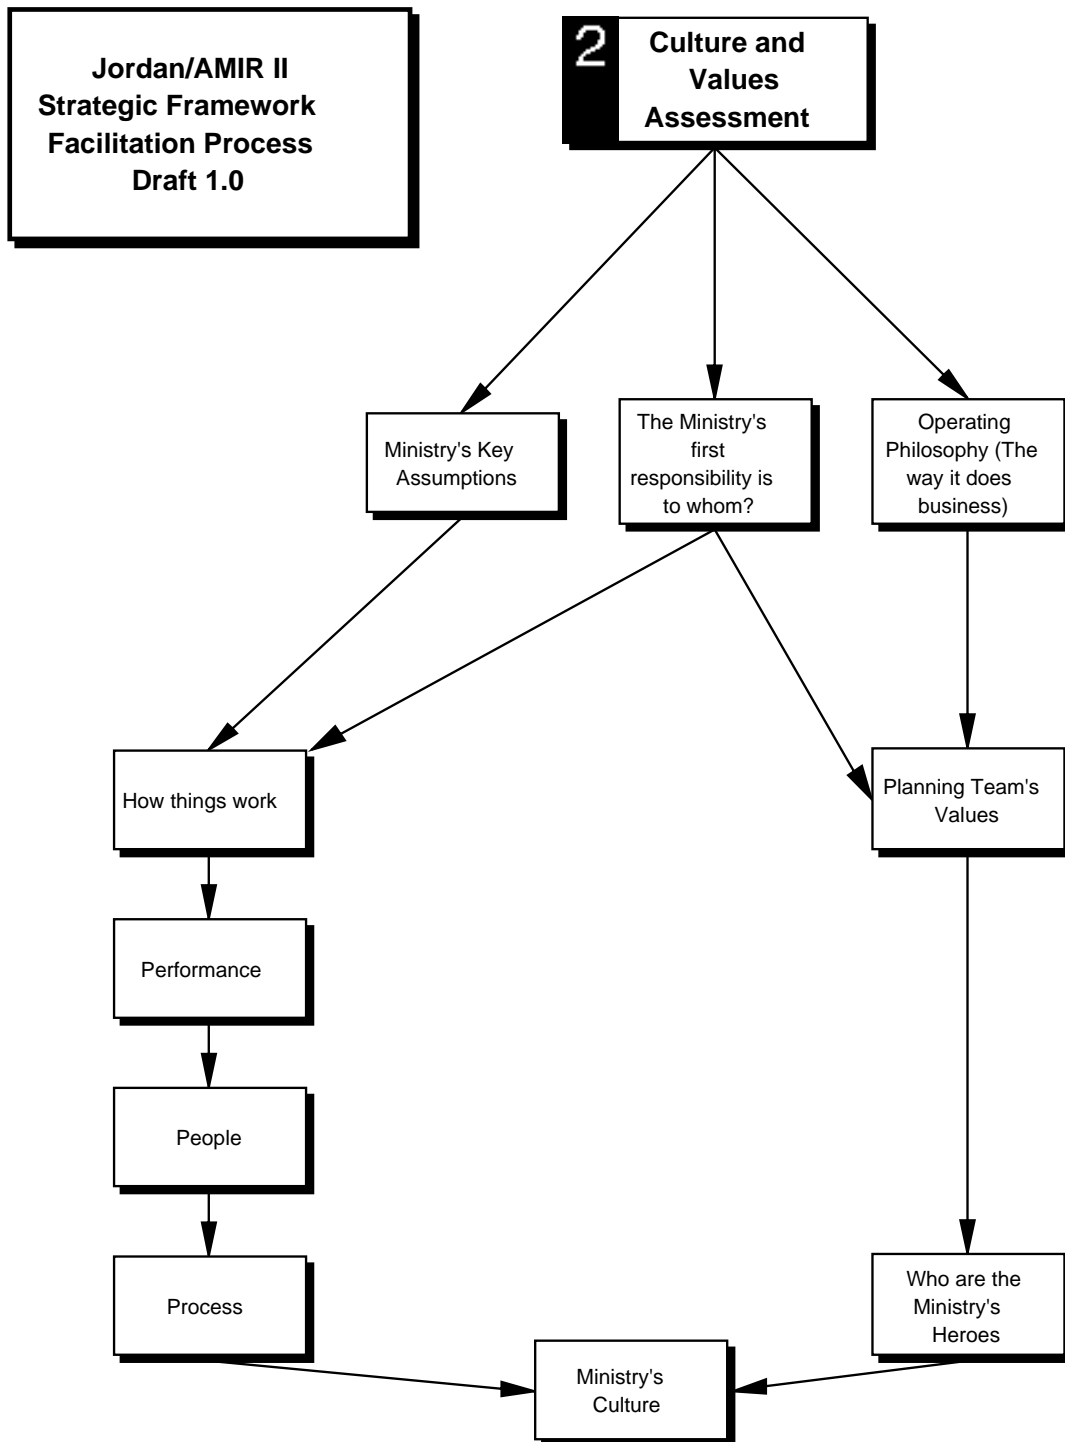 Jordan/AMIR II
Strategic Framework
Facilitation Process
Draft 1.0
2
Culture and
Values
Assessment
Ministry's Key
Assumptions
The Ministry's
first
responsibility is
to whom?
Operating
Philosophy (The
way it does
business)
How things work
Planning Team's
Values
Performance
People
Process
Who are the
Ministry's
Heroes
Ministry's
Culture